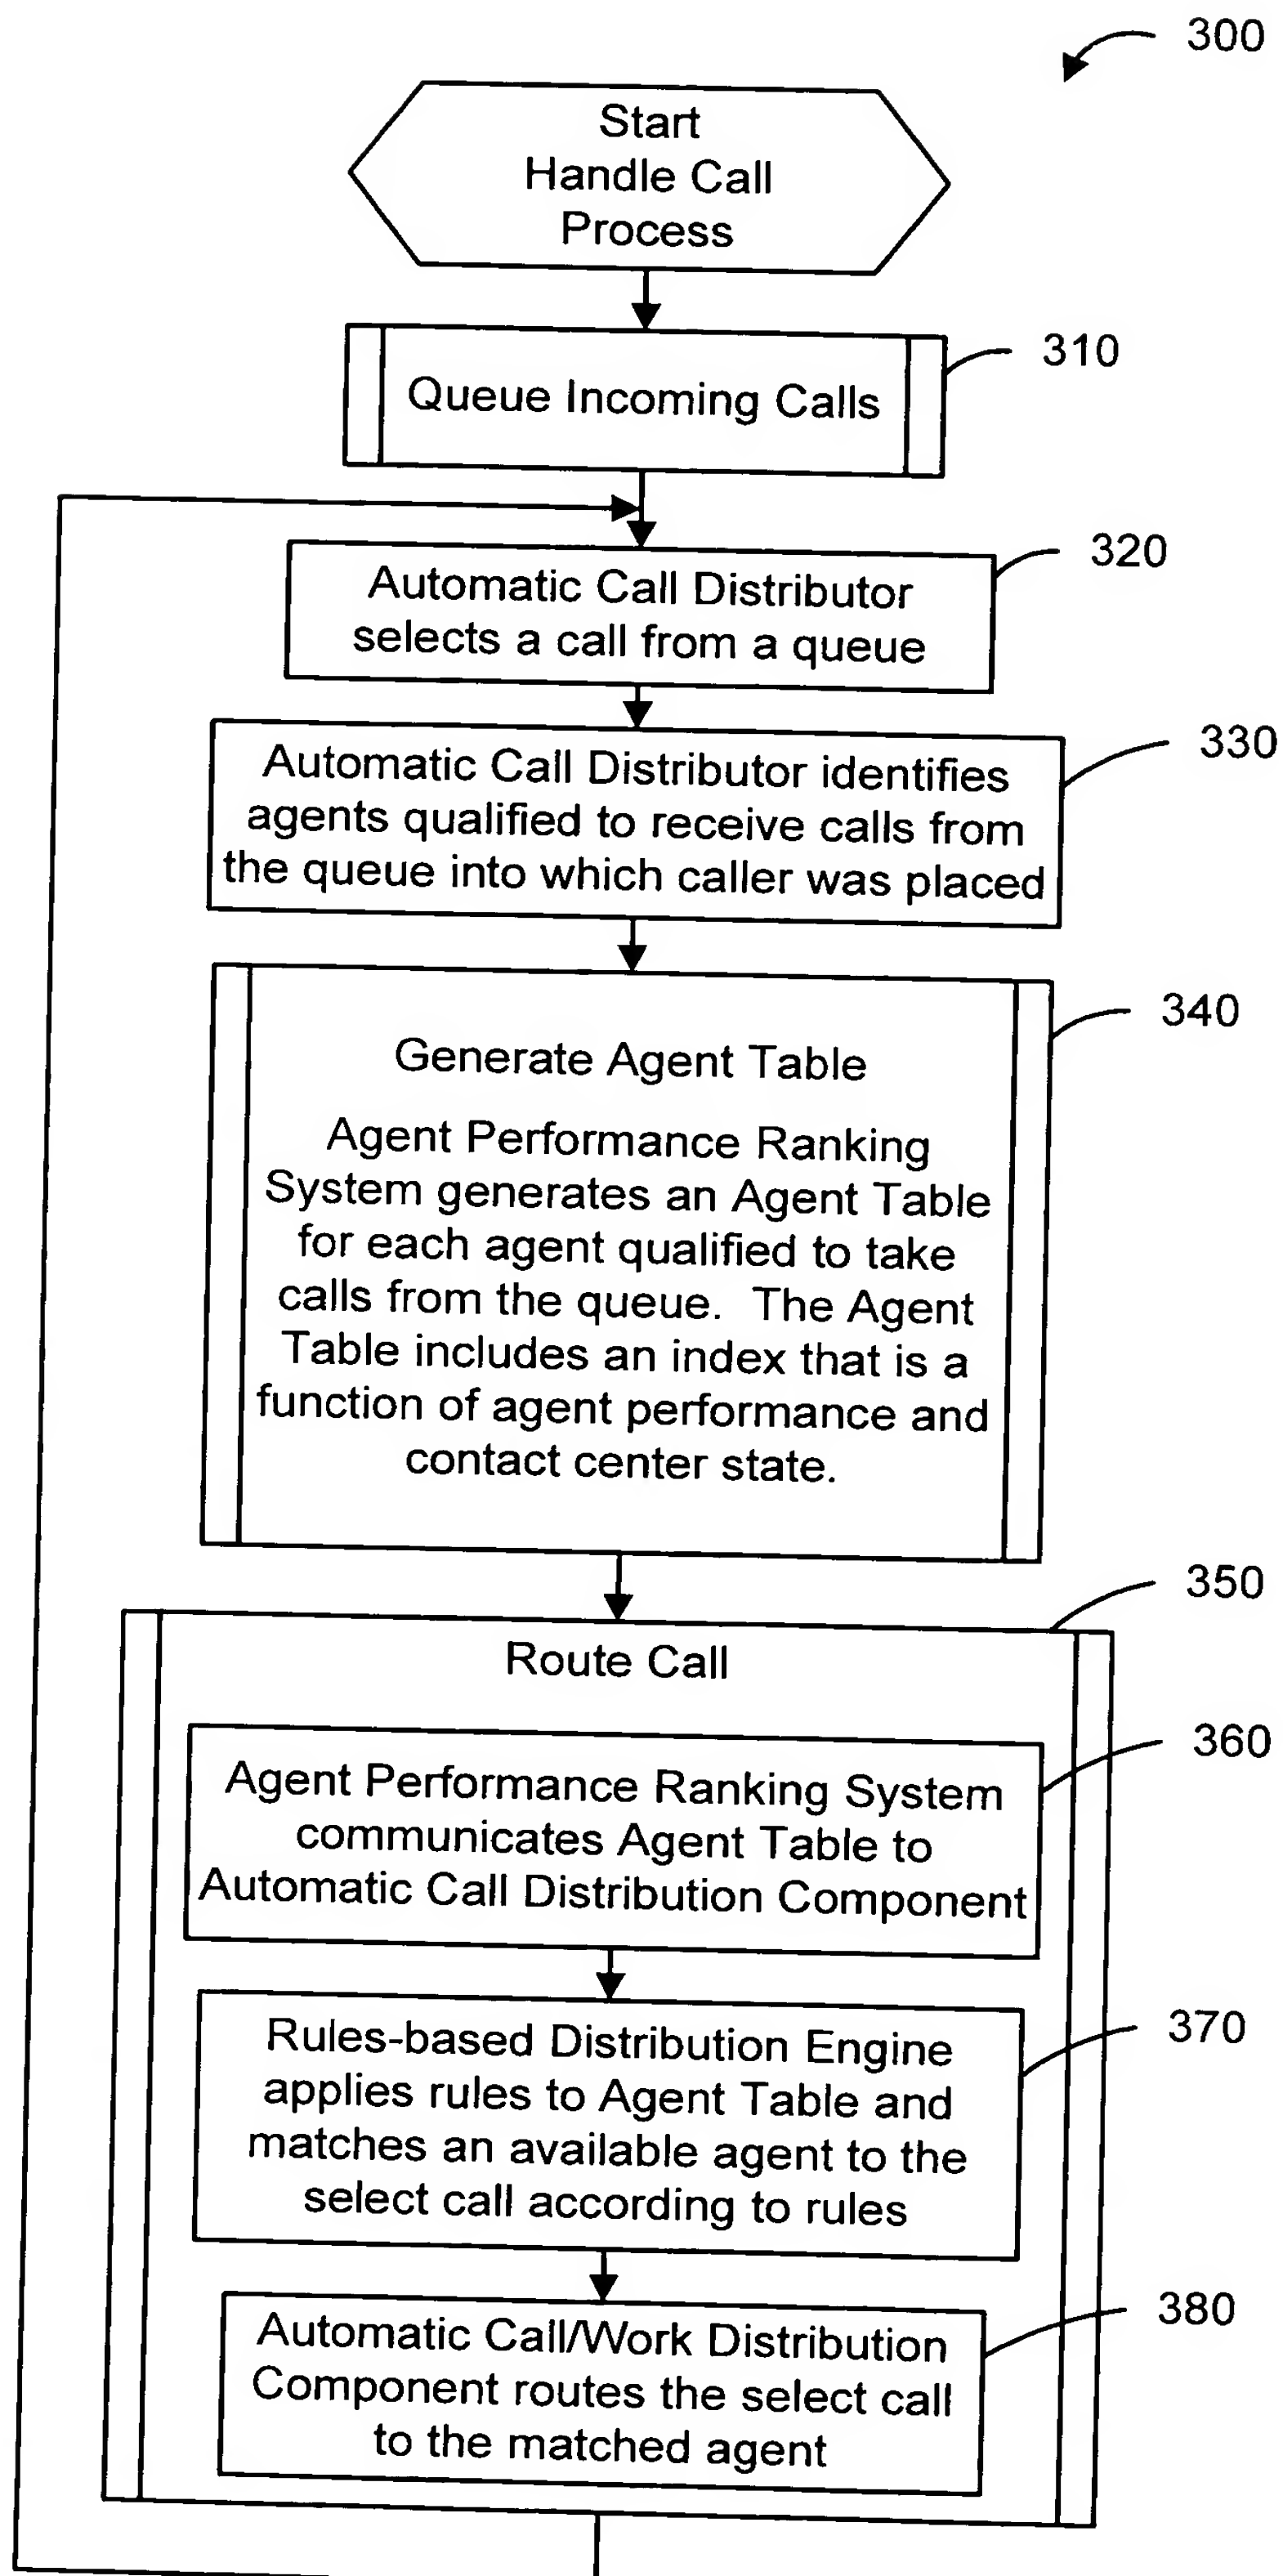 300
Start
Handle Call
Process
310
Queue Incoming Calls
320
Automatic Call Distributor
selects a call from a queue
330
Automatic Call Distributor identifies
agents qualified to receive calls from
the queue into which caller was placed
340
Generate Agent Table
Agent Performance Ranking
System generates an Agent Table
for each agent qualified to take
calls from the queue. The Agent
Table includes an index that is a
function of agent performance and
contact center state.
350
Route Call
360
Agent Performance Ranking System
communicates Agent Table to
Automatic Call Distribution Component
370
Rules-based Distribution Engine
applies rules to Agent Table and
matches an available agent to the
select call according to rules
380
Automatic Call/Work Distribution
Component routes the select call
to the matched agent